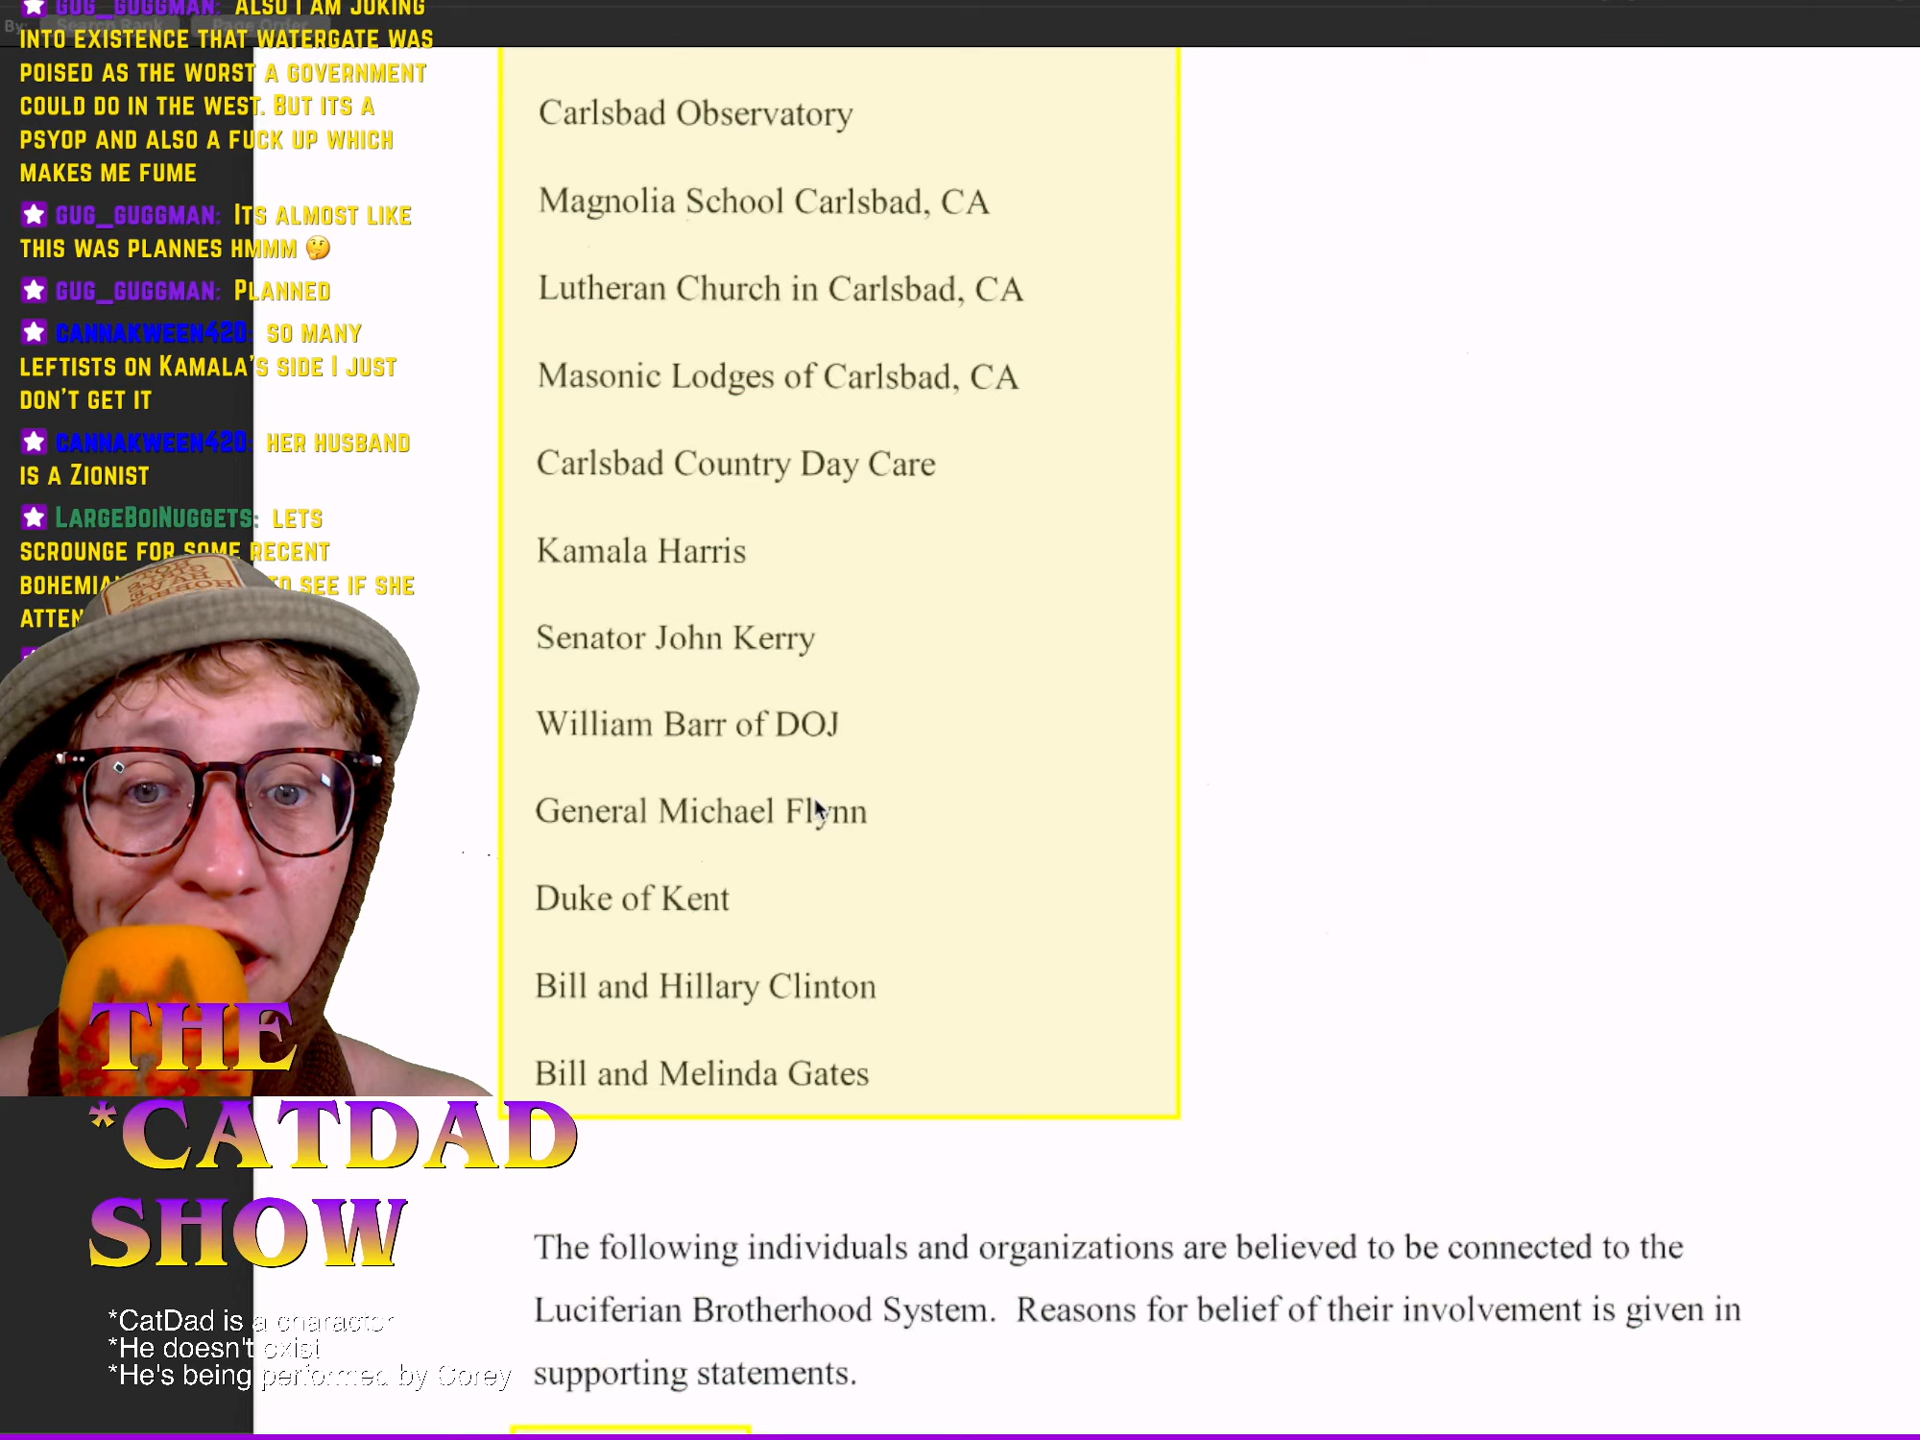 GUG_GUGGMAN: ALSO I AM JOKING
INTO EXISTENCE THAT WATERGATE WAS
POISED AS THE WORST A GOVERNMENT
COULD DO IN THE WEST. BUT ITS A
PSYOP AND ALSO A FUCK UP WHICH
MAKES ME FUME
GUG_GUGGMAN: ITS ALMOST LIKE
THIS WAS PLANNES HMMM 🤔
GUG_GUGGMAN: PLANNED
CANNAKWEEN420: SO MANY
LEFTISTS ON KAMALA'S SIDE I JUST
DON'T GET IT
CANNAKWEEN420: HER HUSBAND
IS A ZIONIST
LARGEBOINUGGETS: LETS
SCROUNGE FOR SOME RECENT
TO SEE IF SHE
By: Search Rank Page Order
Carlsbad Observatory
Magnolia School Carlsbad, CA
Lutheran Church in Carlsbad, CA
Masonic Lodges of Carlsbad, CA
Carlsbad Country Day Care
Kamala Harris
Senator John Kerry
William Barr of DOJ
General Michael Flynn
Duke of Kent
Bill and Hillary Clinton
Bill and Melinda Gates
The following individuals and organizations are believed to be connected to the
Luciferian Brotherhood System. Reasons for belief of their involvement is given in
supporting statements.
THE
*CATDAD
SHOW
*CatDad is a character
*He doesn't exist
*He's being performed by Corey